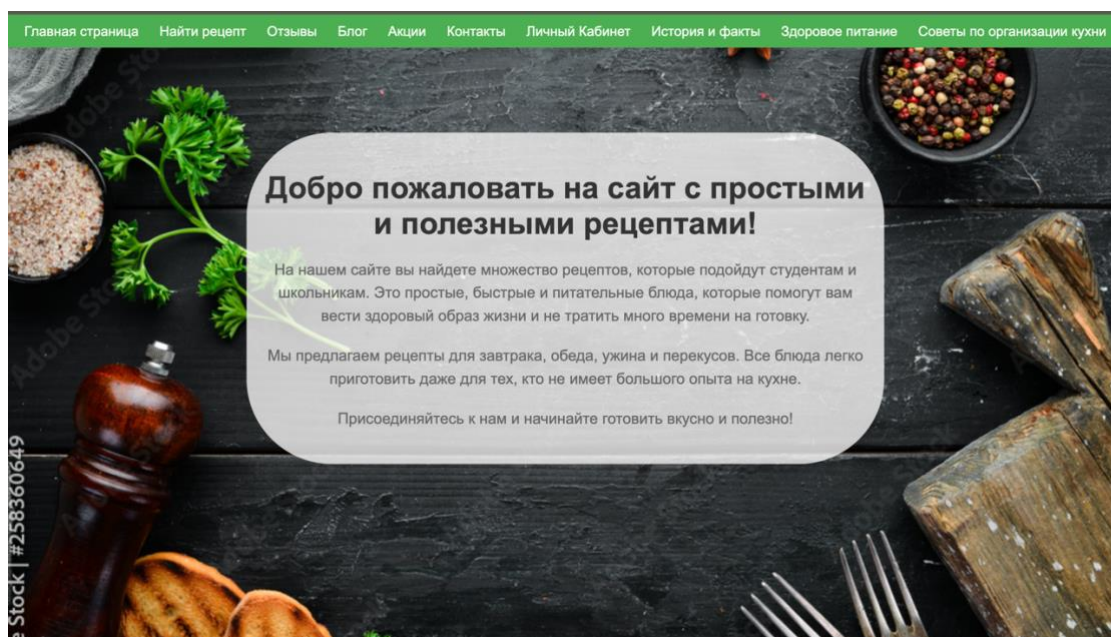 Главная страница Найти рецепт Отзывы Блог Акции Контакты Личный Кабинет История и факты Здоровое питание Советы по организации кухни
Добро пожаловать на сайт с простыми
и полезными рецептами!
На нашем сайте вы найдете множество рецептов, которые подойдут студентам и
школьникам. Это простые, быстрые и питательные блюда, которые помогут вам
вести здоровый образ жизни и не тратить много времени на готовку.
Мы предлагаем рецепты для завтрака, обеда, ужина и перекусов. Все блюда легко
приготовить даже для тех, кто не имеет большого опыта на кухне.
Присоединяйтесь к нам и начинайте готовить вкусно и полезно!
Stock | #258360649
Adobe Stock